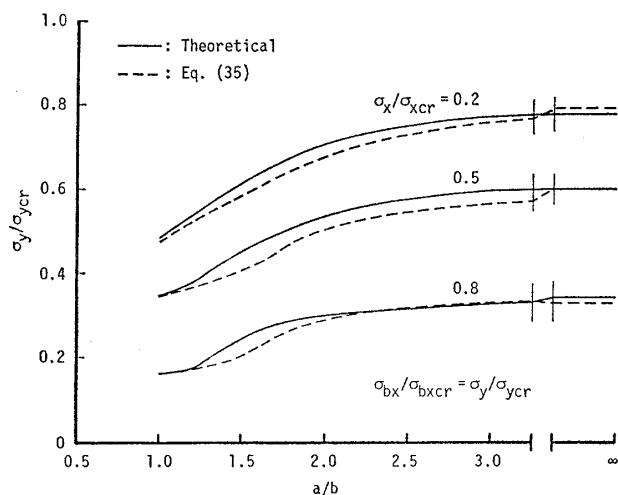 1.0
——: Theoretical
----: Eq. (35)
0.8
σx/σxcr = 0.2
0.6
0.5
σy/σycr
0.4
0.8
0.2
σbx/σbxcr = σy/σycr
0
0.5 1.0 1.5 2.0 2.5 3.0 ∞
a/b